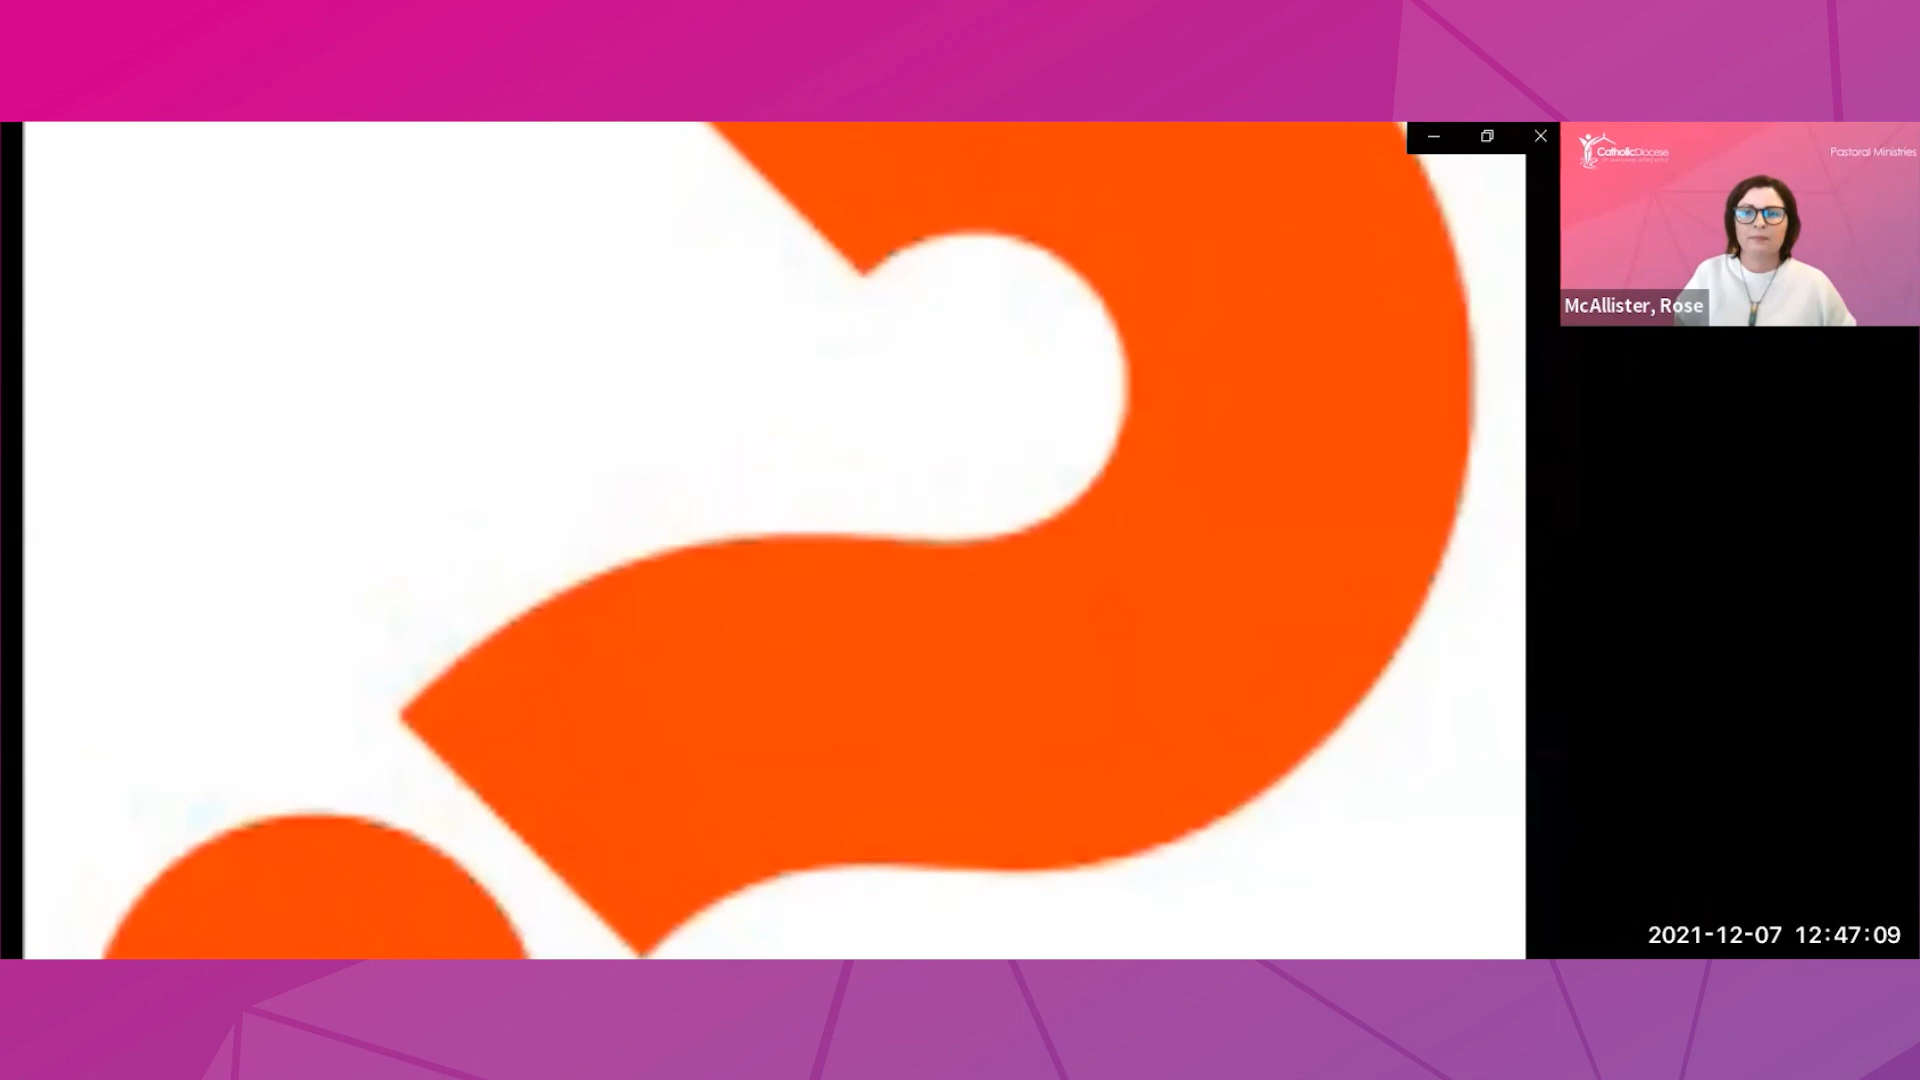 CatholicDiocese
Pastoral Ministries
McAllister, Rose
2021-12-07 12:47:09